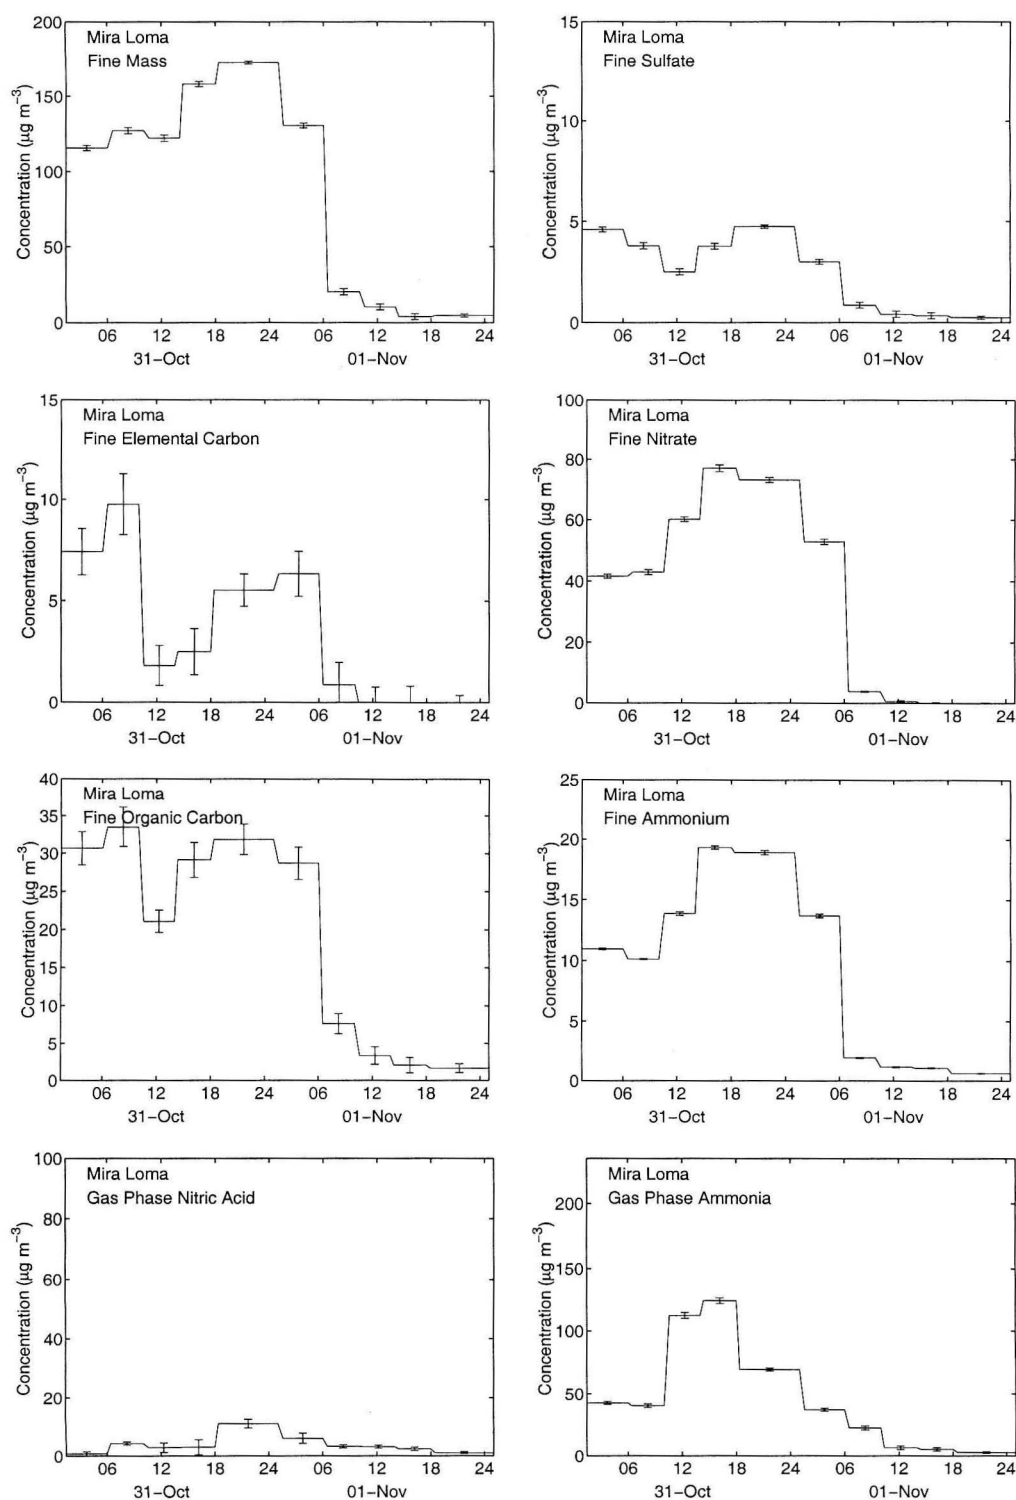 200
150
100
50
0
Concentration (μg m−3)
Mira Loma
Fine Mass
06 12 18 24 06 12 18 24
31−Oct 01−Nov
15
10
5
0
Concentration (μg m−3)
Mira Loma
Fine Sulfate
06 12 18 24 06 12 18 24
31−Oct 01−Nov
15
10
5
0
Concentration (μg m−3)
Mira Loma
Fine Elemental Carbon
06 12 18 24 06 12 18 24
31−Oct 01−Nov
100
80
60
40
20
0
Concentration (μg m−3)
Mira Loma
Fine Nitrate
06 12 18 24 06 12 18 24
31−Oct 01−Nov
40
35
30
25
20
15
10
5
0
Concentration (μg m−3)
Mira Loma
Fine Organic Carbon
06 12 18 24 06 12 18 24
31−Oct 01−Nov
25
20
15
10
5
0
Concentration (μg m−3)
Mira Loma
Fine Ammonium
06 12 18 24 06 12 18 24
31−Oct 01−Nov
100
80
60
40
20
0
Concentration (μg m−3)
Mira Loma
Gas Phase Nitric Acid
06 12 18 24 06 12 18 24
31−Oct 01−Nov
200
150
100
50
0
Concentration (μg m−3)
Mira Loma
Gas Phase Ammonia
06 12 18 24 06 12 18 24
31−Oct 01−Nov